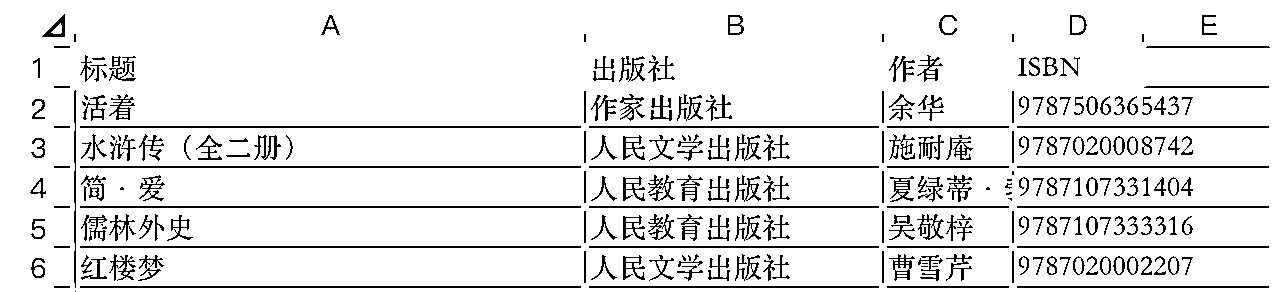 A B C D E
1 标题 出版社 作者 ISBN
2 活着 作家出版社 余华 9787506365437
3 水浒传（全二册） 人民文学出版社 施耐庵 9787020008742
4 简·爱 人民教育出版社 夏绿蒂· 9787107331404
5 儒林外史 人民教育出版社 吴敬梓 9787107333316
6 红楼梦 人民文学出版社 曹雪芹 9787020002207